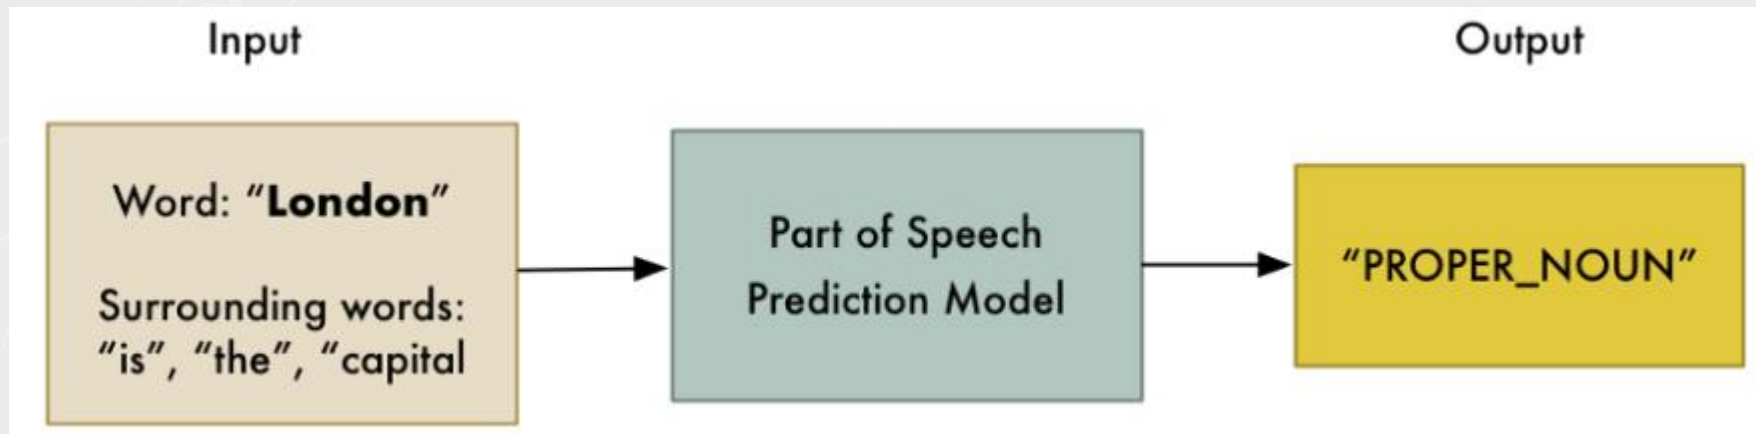 Input
Output
Word: “London”
Surrounding words:
“is”, “the”, “capital
Part of Speech
Prediction Model
“PROPER_NOUN”